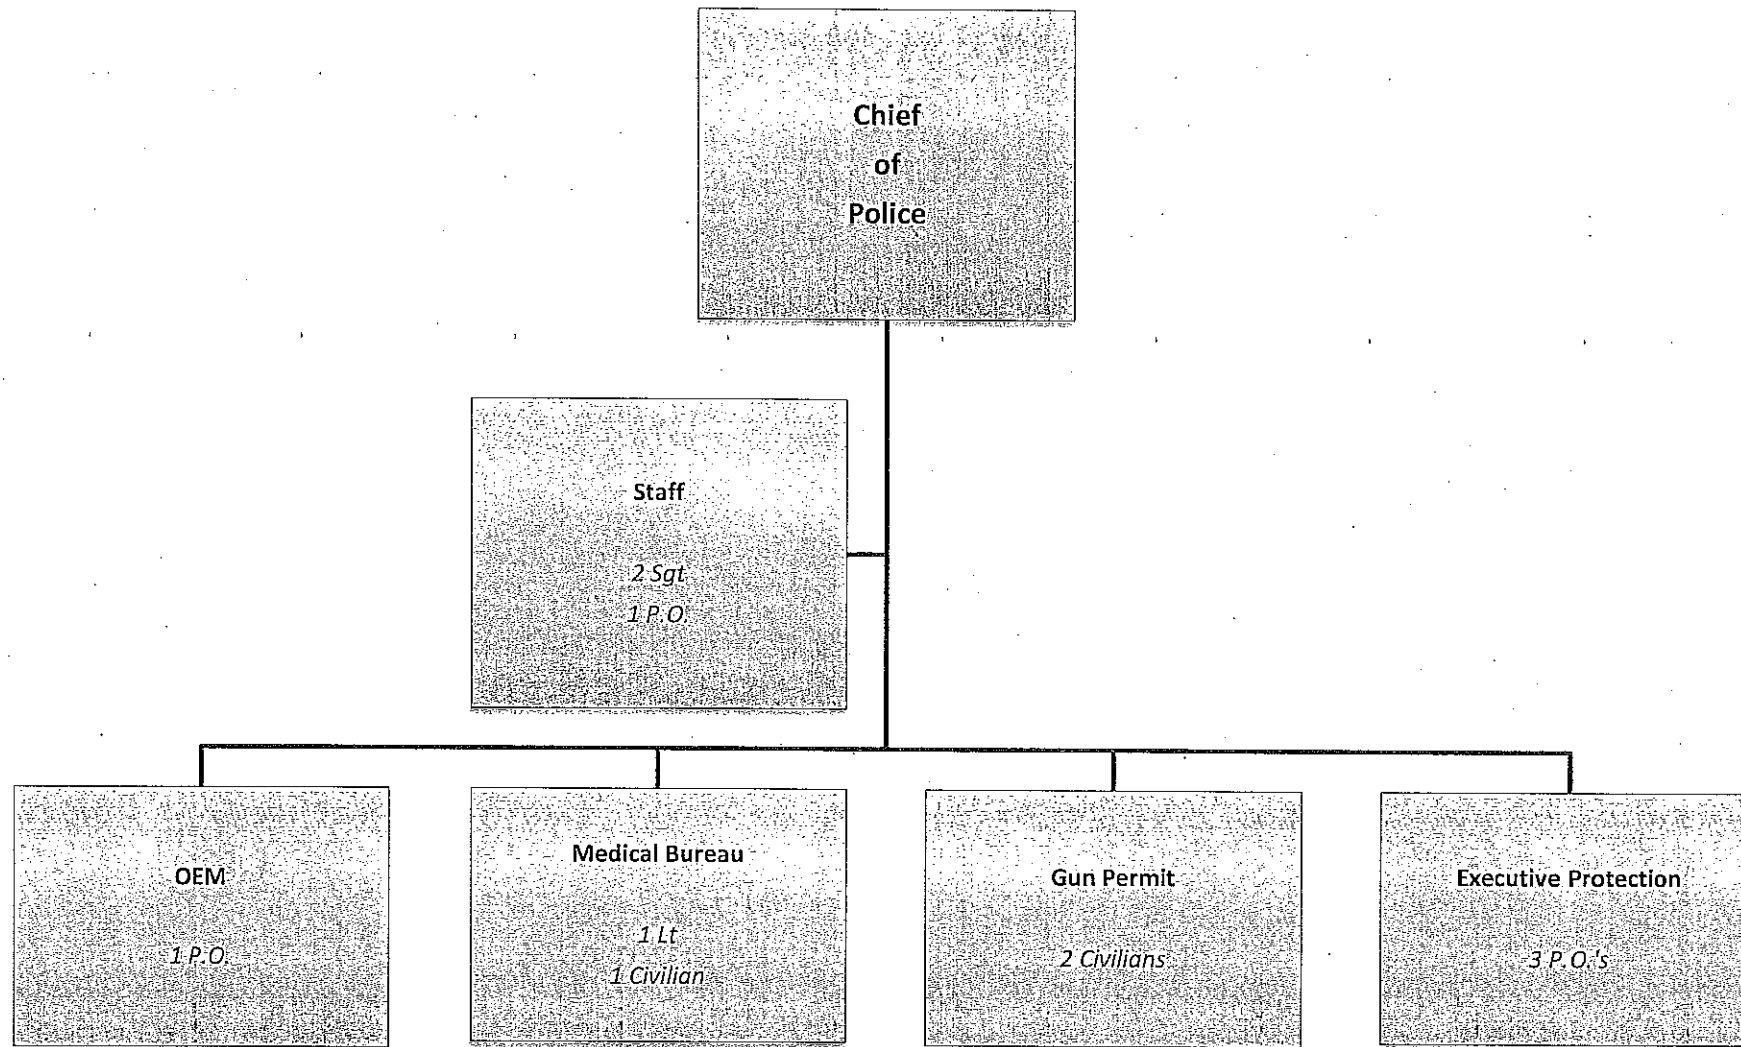 Chief
of
Police
Staff
2 Sgt
1 P.O.
OEM
1 P.O.
Medical Bureau
1 Lt
1 Civilian
Gun Permit
2 Civilians
Executive Protection
3 P.O.'s